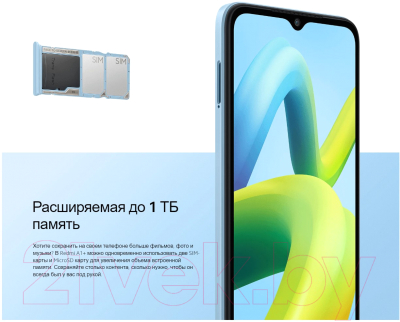 SIM
SIM
Расширяемая до 1 ТБ
память
Хотите сохранить на своем телефоне больше фильмов, фото и
музыки? В Redmi A1+ можно одновременно использовать две SIM-
карты и MicroSD карту для увеличения объема встроенной
памяти. Сохраняйте столько контента, сколько нужно, чтобы он
всегда был у вас под рукой.
21vek.by